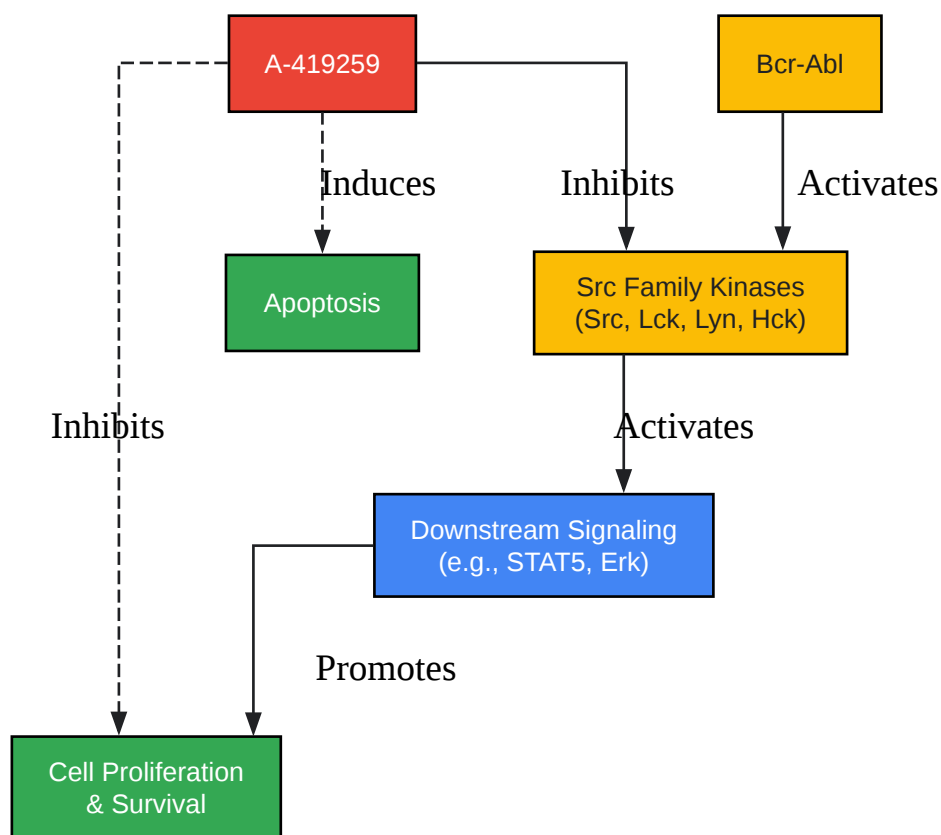 A-419259
Bcr-Abl
Induces
Inhibits
Activates
Apoptosis
Src Family Kinases
(Src, Lck, Lyn, Hck)
Inhibits
Activates
Downstream Signaling
(e.g., STAT5, Erk)
Promotes
Cell Proliferation
& Survival